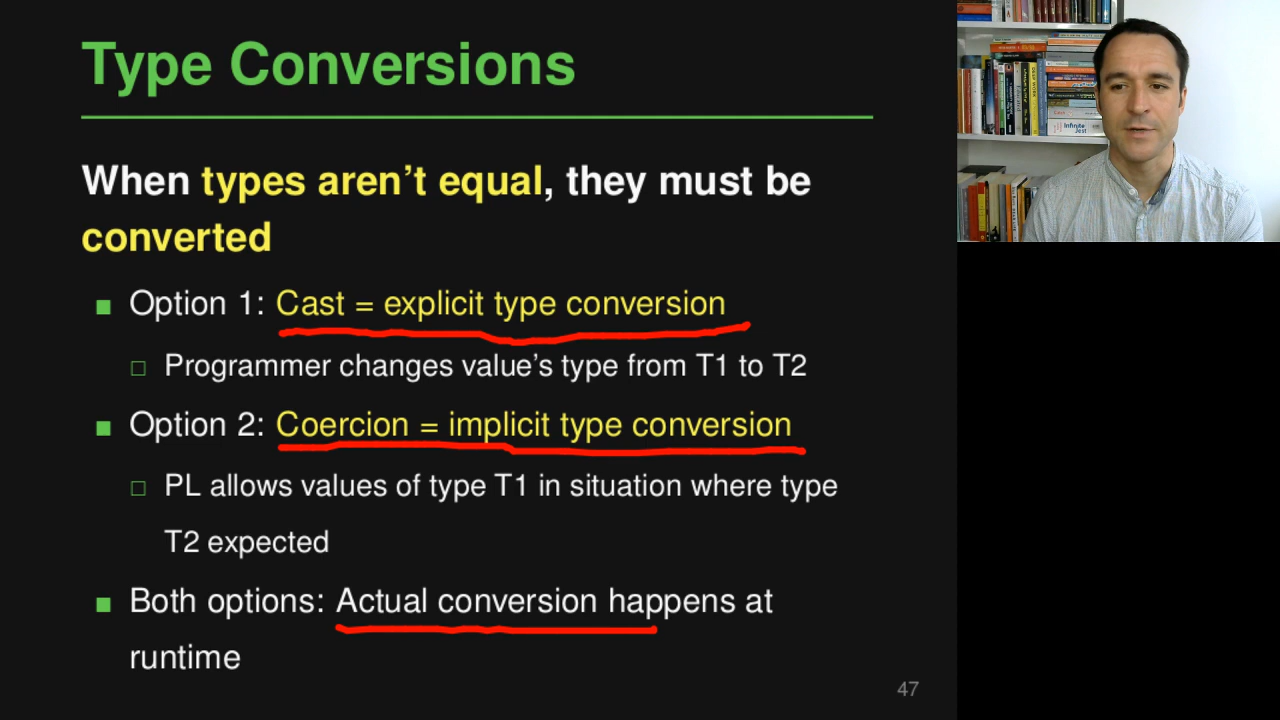 Type Conversions
When types aren't equal, they must be
converted
Option 1: Cast = explicit type conversion
Programmer changes value's type from T1 to T2
Option 2: Coercion = implicit type conversion
PL allows values of type T1 in situation where type
T2 expected
Both options: Actual conversion happens at
runtime
47
Infinite
Jest